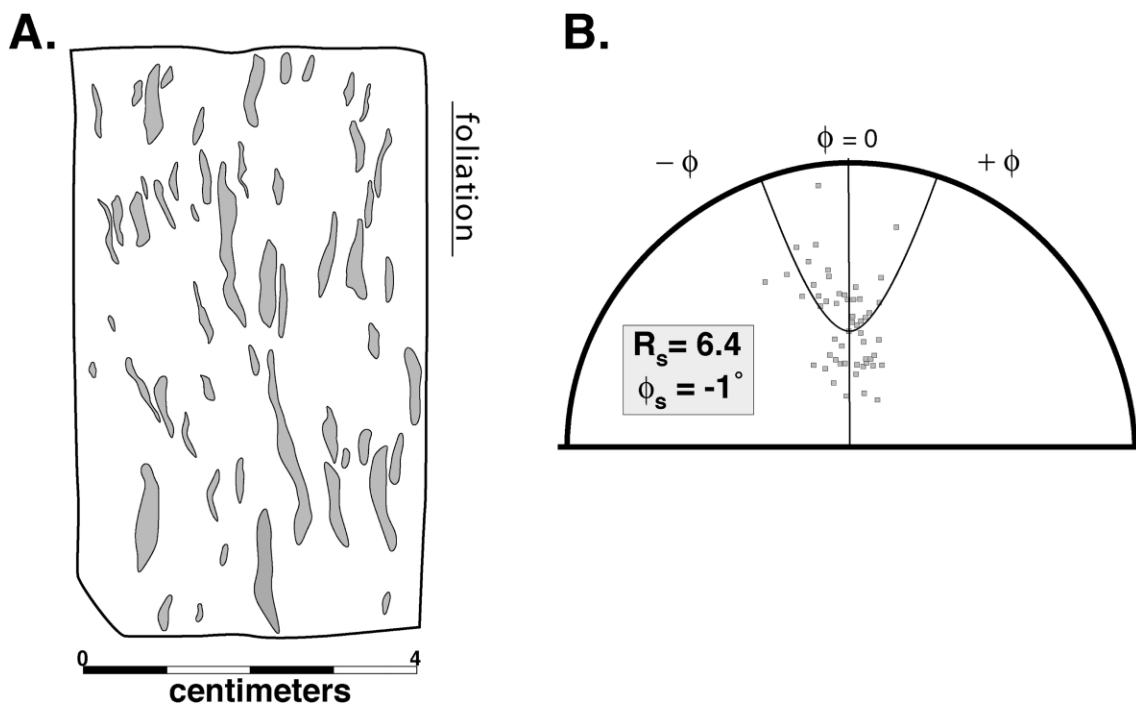 A.
foliation
0 4
centimeters
B.
ϕ = 0
− ϕ
+ ϕ
Rs= 6.4
ϕs = -1°